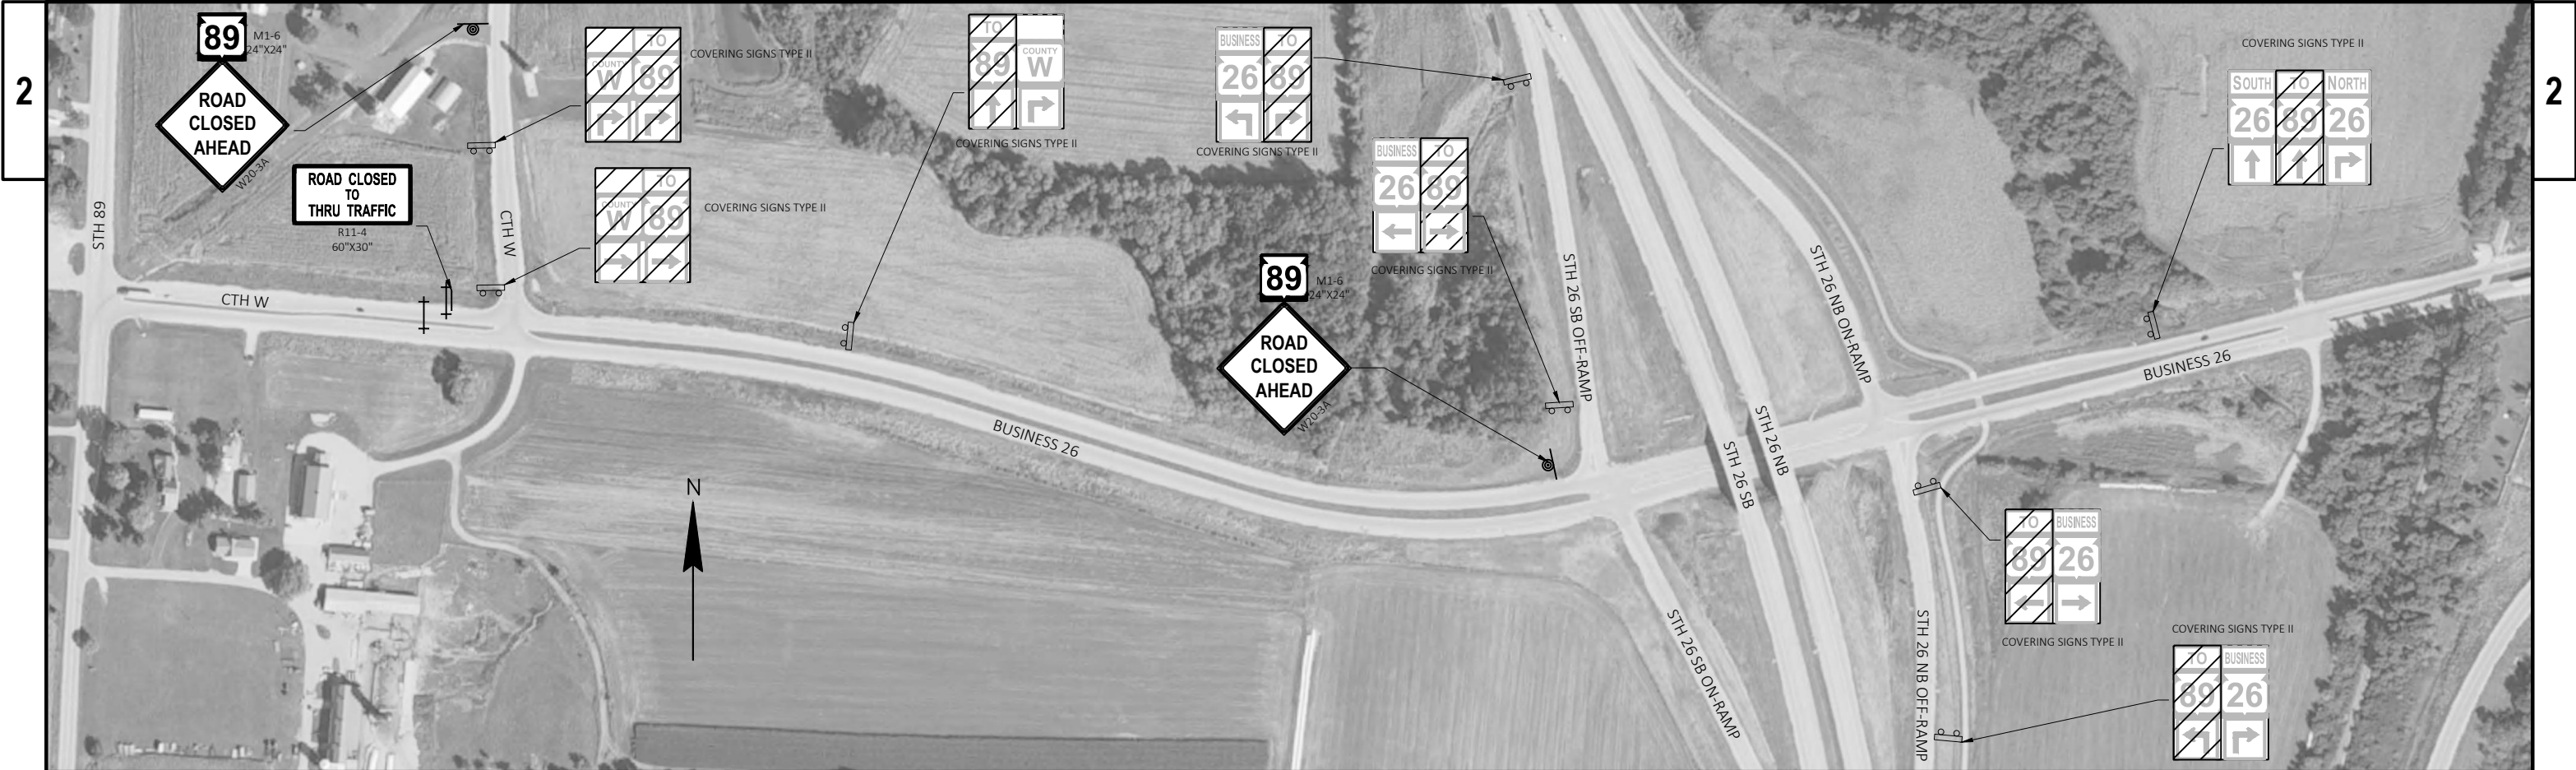 2
89
M1-6
24"X24"
ROAD
CLOSED
AHEAD
W20-3A
ROAD CLOSED
TO
THRU TRAFFIC
R11-4
60"X30"
STH 89
CTH W
CTH W
TO
COUNTY
W 89
COVERING SIGNS TYPE II
TO
COUNTY
W 89
COVERING SIGNS TYPE II
TO
COUNTY
89 W
COVERING SIGNS TYPE II
BUSINESS TO
26 89
COVERING SIGNS TYPE II
BUSINESS TO
26 89
COVERING SIGNS TYPE II
89
M1-6
24"X24"
ROAD
CLOSED
AHEAD
W20-3A
BUSINESS 26
N
STH 26 SB OFF-RAMP
STH 26 NB ON-RAMP
STH 26 NB
STH 26 SB
STH 26 SB ON-RAMP
STH 26 NB OFF-RAMP
BUSINESS 26
COVERING SIGNS TYPE II
SOUTH TO NORTH
26 89 26
TO BUSINESS
89 26
COVERING SIGNS TYPE II
COVERING SIGNS TYPE II
TO BUSINESS
89 26
2